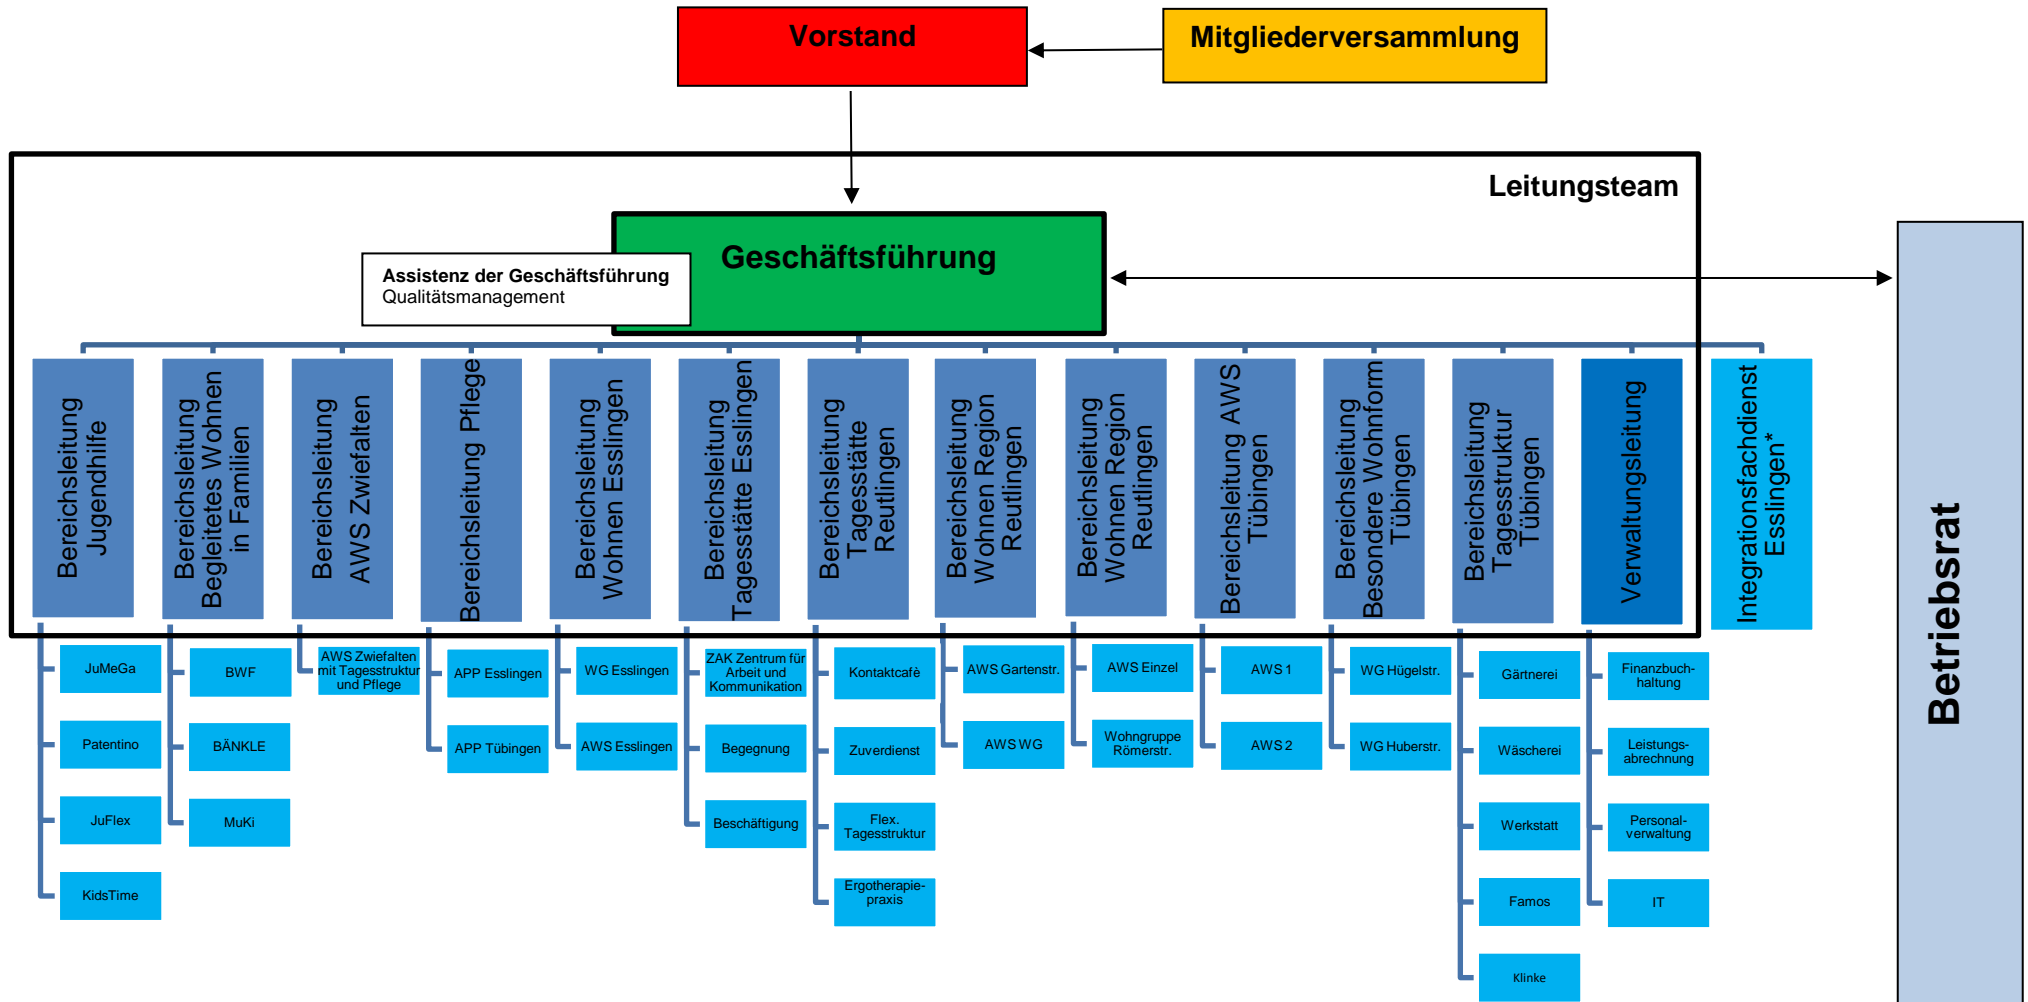 Vorstand
Mitgliederversammlung
Leitungsteam
Geschäftsführung
Assistenz der Geschäftsführung
Qualitätsmanagement
Bereichsleitung
Jugendhilfe
Bereichsleitung
Begleitetes Wohnen
in Familien
Bereichsleitung
AWS Zwiefalten
Bereichsleitung Pflege
Bereichsleitung
Wohnen Esslingen
Bereichsleitung
Tagesstätte Esslingen
Bereichsleitung
Tagesstätte
Reutlingen
Bereichsleitung
Wohnen Region
Reutlingen
Bereichsleitung
Wohnen Region
Reutlingen
Bereichsleitung AWS
Tübingen
Bereichsleitung
Besondere Wohnform
Tübingen
Bereichsleitung
Tagesstruktur
Tübingen
Verwaltungsleitung
Integrationsfachdienst
Esslingen*
Betriebsrat
JuMeGa
Patentino
JuFlex
KidsTime
BWF
BÄNKLE
MuKi
AWS Zwiefalten
mit Tagesstruktur
und Pflege
APP Esslingen
APP Tübingen
WG Esslingen
AWS Esslingen
ZAK Zentrum für
Arbeit und
Kommunikation
Begegnung
Beschäftigung
Kontaktcafè
Zuverdienst
Flex.
Tagesstruktur
Ergotherapie-
praxis
AWS Gartenstr.
AWS WG
AWS Einzel
Wohngruppe
Römerstr.
AWS 1
AWS 2
WG Hügelstr.
WG Huberstr.
Gärtnerei
Wäscherei
Werkstatt
Famos
Klinke
Finanzbuch-
haltung
Leistungs-
abrechnung
Personal-
verwaltung
IT